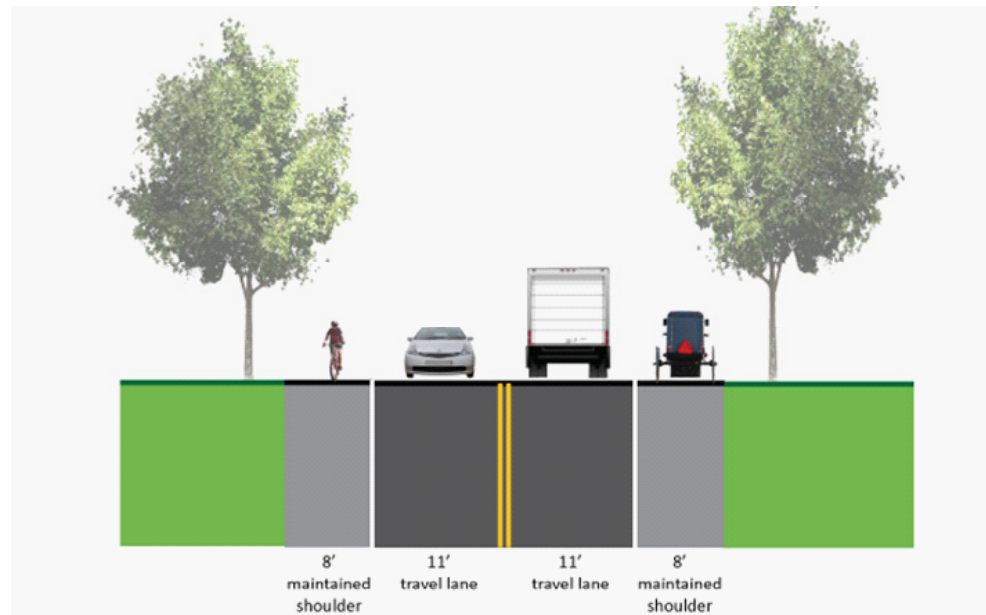 8’
maintained
shoulder
11’
travel lane
11’
travel lane
8’
maintained
shoulder